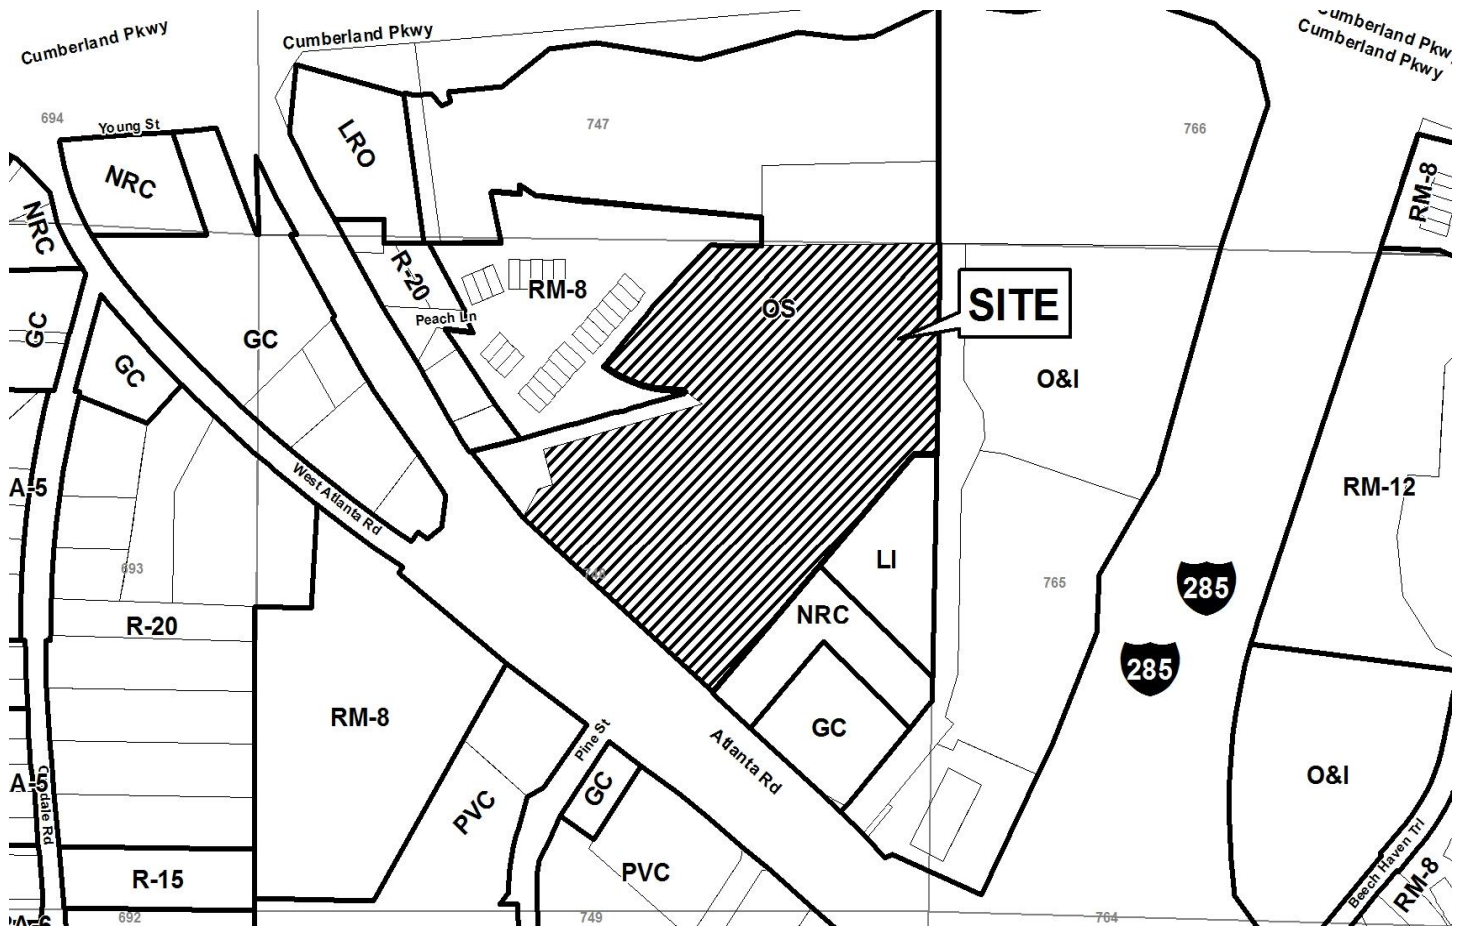 Cumberland Pkwy
Cumberland Pkwy
Cumberland Pkwy
Cumberland Pkwy
694
Young St
747
766
LRO
NRC
RM-8
NRC
R-20
RM-8
OS
SITE
Peach Ln
GC
GC
GC
O&I
A-5
West Atlanta Rd
RM-12
LI
693
765
285
NRC
R-20
285
RM-8
GC
Pine St
Atlanta Rd
A-5
GC
O&I
PVC
R-15
PVC
Beech Haven Trl
RM-8
692
749
764